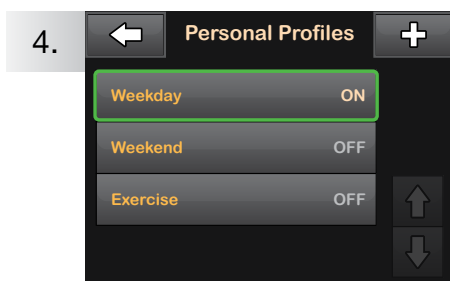 4.
Personal Profiles
Weekday ON
Weekend OFF
Exercise OFF